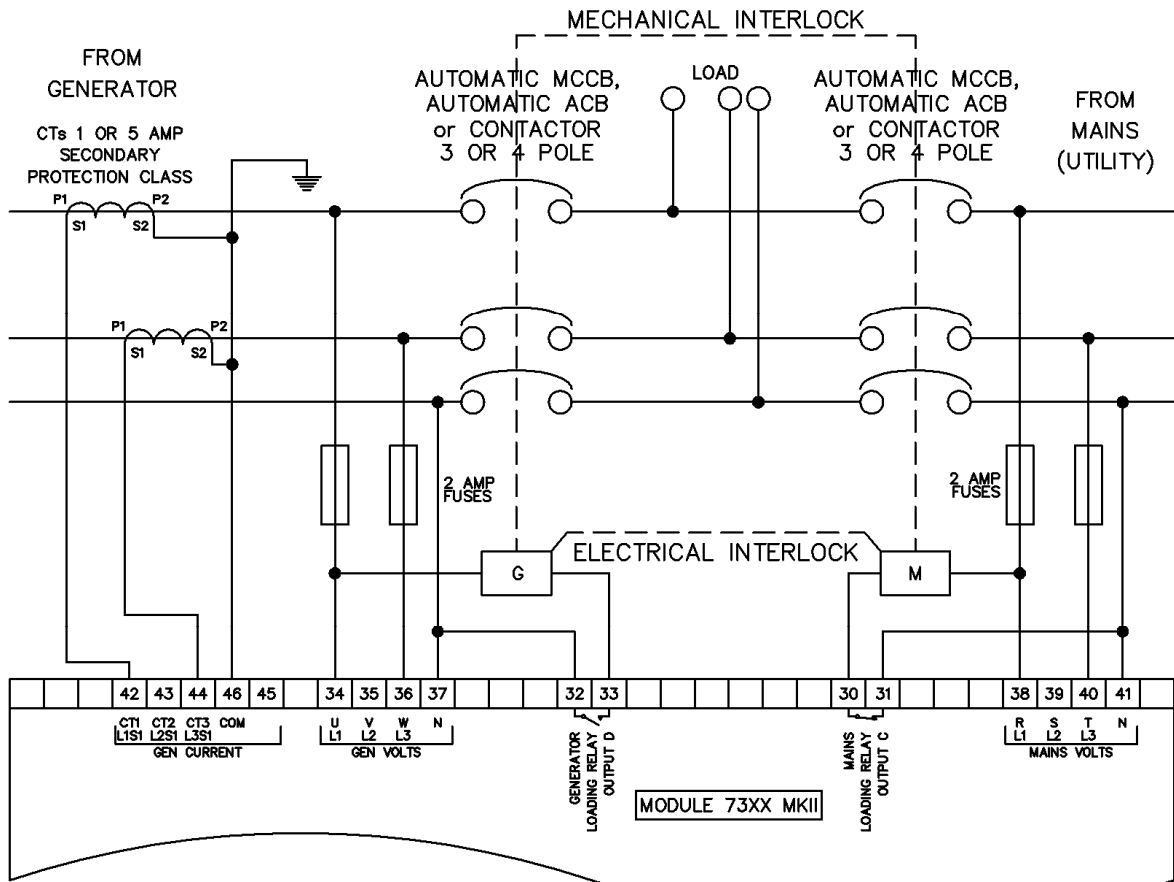 MECHANICAL INTERLOCK
FROM
GENERATOR
CTs 1 OR 5 AMP
SECONDARY
PROTECTION CLASS
AUTOMATIC MCCB,
AUTOMATIC ACB
or CONTACTOR
3 OR 4 POLE
LOAD
AUTOMATIC MCCB,
AUTOMATIC ACB
or CONTACTOR
3 OR 4 POLE
FROM
MAINS
(UTILITY)
P1 P2
S1 S2
P1 P2
S1 S2
2 AMP
FUSES
2 AMP
FUSES
ELECTRICAL INTERLOCK
G
M
42 43 44 46 45 34 35 36 37 32 33 30 31 38 39 40 41
CT1 CT2 CT3 COM
L1S1 L2S1 L3S1
GEN CURRENT
U V W N
L1 L2 L3
GEN VOLTS
GENERATOR
LOADING RELAY
OUTPUT D
MAINS
LOADING RELAY
OUTPUT C
R S T N
L1 L2 L3
MAINS VOLTS
MODULE 73XX MKII